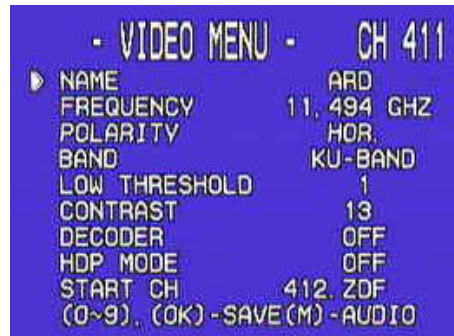 - VIDEO MENU - CH 411
NAME ARD
FREQUENCY 11,494 GHZ
POLARITY HOR.
BAND KU-BAND
LOW THRESHOLD 1
CONTRAST 13
DECODER OFF
HDP MODE OFF
START CH 412. ZDF
(0~9), (OK)-SAVE(M)-AUDIO